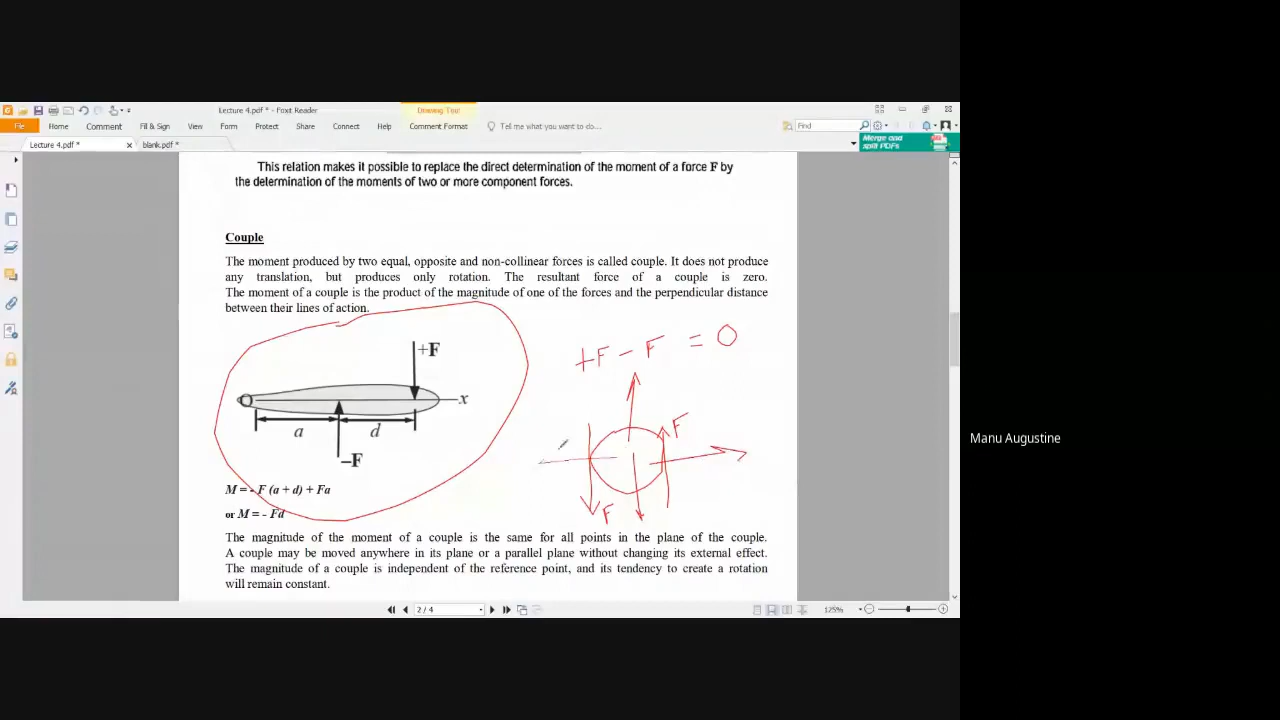 Lecture 4.pdf * - Foxit Reader
Drawing Tool
File Home Comment Fill & Sign View Form Protect Share Connect Help Comment Format Tell me what you want to do... Find
Lecture 4.pdf * blank.pdf * Merge and
split PDFs
This relation makes it possible to replace the direct determination of the moment of a force F by
the determination of the moments of two or more component forces.
Couple
The moment produced by two equal, opposite and non-collinear forces is called couple. It does not produce
any translation, but produces only rotation. The resultant force of a couple is zero.
The moment of a couple is the product of the magnitude of one of the forces and the perpendicular distance
between their lines of action.
+F
O x
a d
–F
+F – F = 0
F
F
M = - F (a + d) + Fa
or M = - Fd
The magnitude of the moment of a couple is the same for all points in the plane of the couple.
A couple may be moved anywhere in its plane or a parallel plane without changing its external effect.
The magnitude of a couple is independent of the reference point, and its tendency to create a rotation
will remain constant.
2 / 4 125%
Manu Augustine